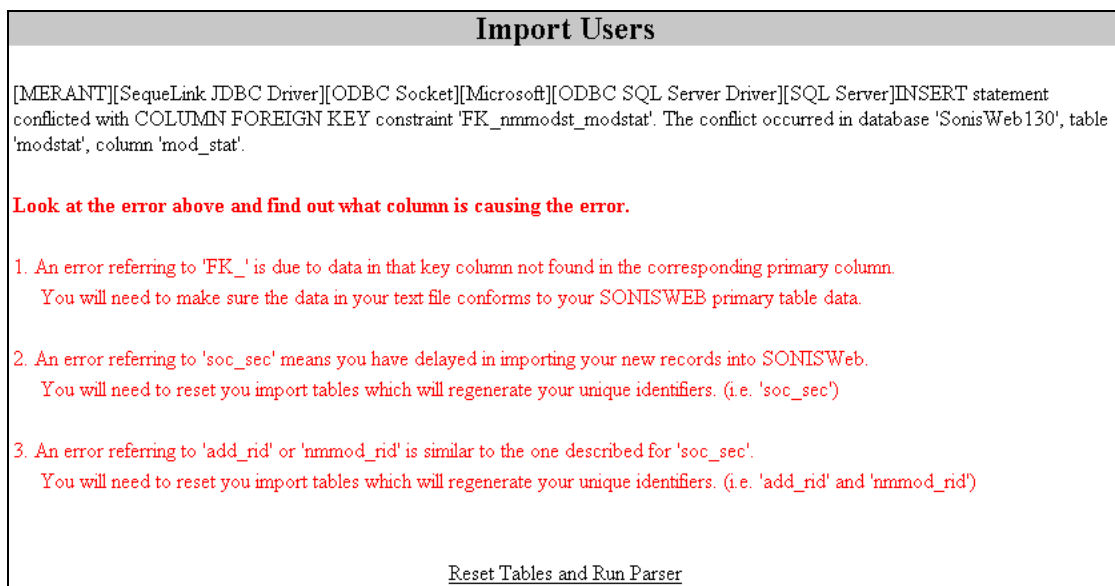 Import Users
[MERANT][SequeLink JDBC Driver][ODBC Socket][Microsoft][ODBC SQL Server Driver][SQL Server]INSERT statement
conflicted with COLUMN FOREIGN KEY constraint 'FK_nmmodst_modstat'. The conflict occurred in database 'SonisWeb130', table
'modstat', column 'mod_stat'.
Look at the error above and find out what column is causing the error.
1. An error referring to 'FK_' is due to data in that key column not found in the corresponding primary column.
You will need to make sure the data in your text file conforms to your SONISWEB primary table data.
2. An error referring to 'soc_sec' means you have delayed in importing your new records into SONISWeb.
You will need to reset you import tables which will regenerate your unique identifiers. (i.e. 'soc_sec')
3. An error referring to 'add_rid' or 'nmmod_rid' is similar to the one described for 'soc_sec'.
You will need to reset you import tables which will regenerate your unique identifiers. (i.e. 'add_rid' and 'nmmod_rid')
Reset Tables and Run Parser